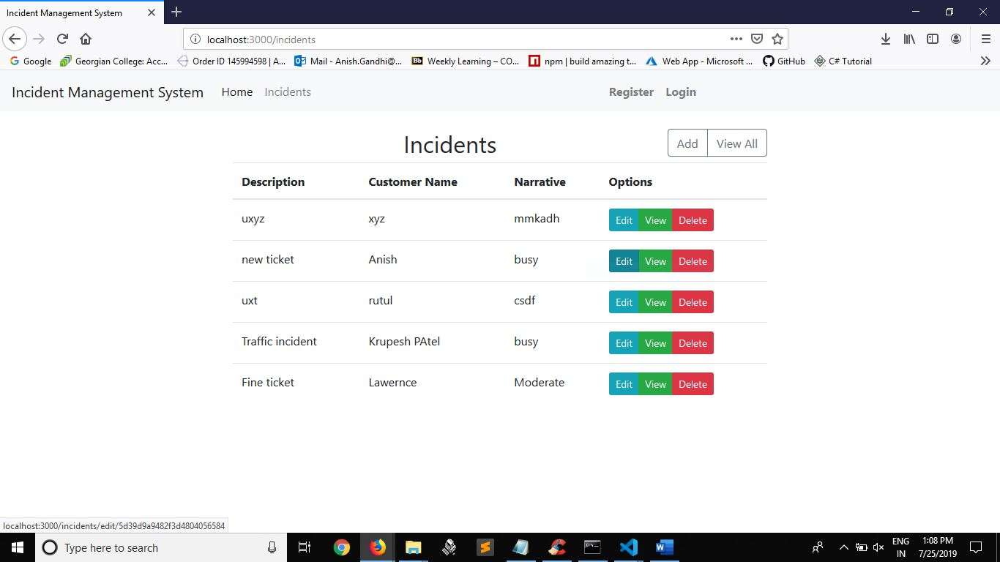 Incident Management System
localhost:3000/incidents
Google Georgian College: Acc... Order ID 145994598 | A... Mail - Anish.Gandhi@... Bb Weekly Learning – CO... npm | build amazing t... Web App - Microsoft ... GitHub C# Tutorial
Incident Management System Home Incidents Register Login
Incidents Add View All
Description Customer Name Narrative Options
uxyz xyz mmkadh Edit View Delete
new ticket Anish busy Edit View Delete
uxt rutul csdf Edit View Delete
Traffic incident Krupesh PAtel busy Edit View Delete
Fine ticket Lawernce Moderate Edit View Delete
localhost:3000/incidents/edit/5d39d9a9482f3d4804056584
Type here to search
ENG 1:08 PM
IN 7/25/2019